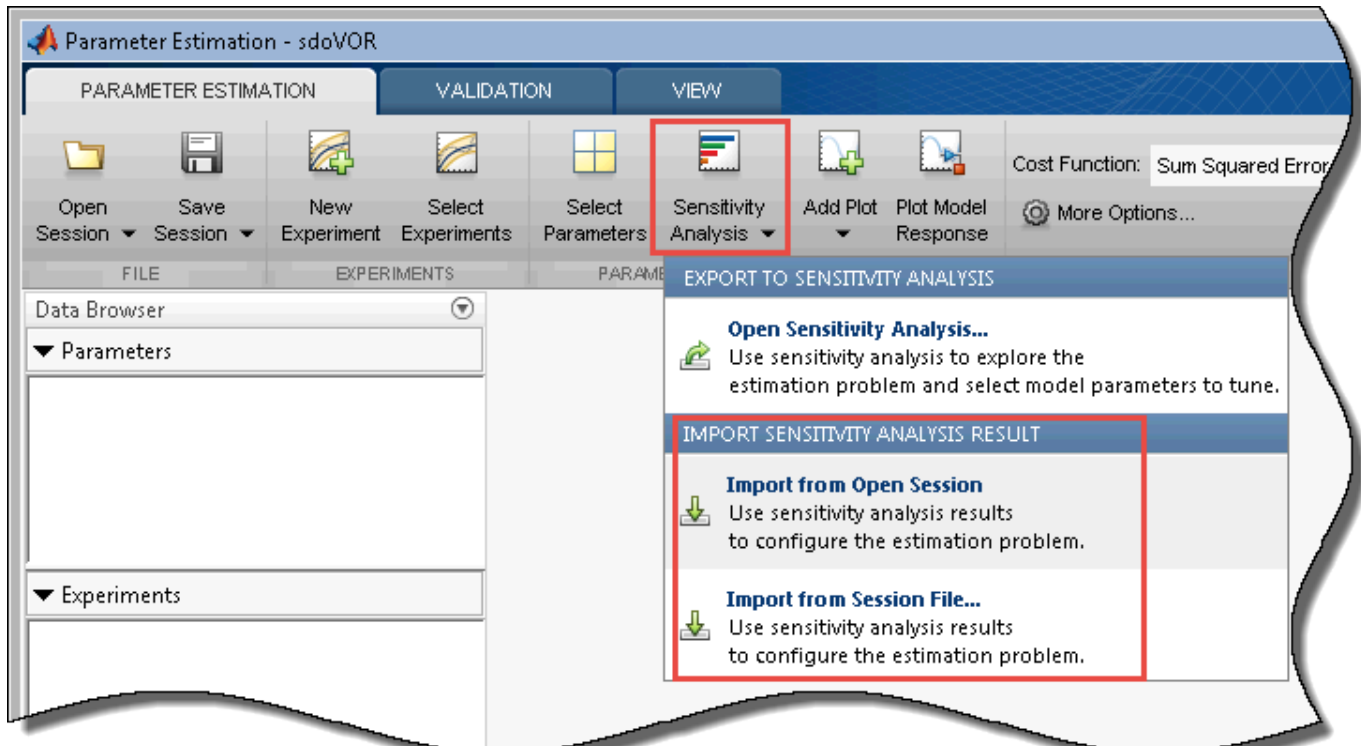 Parameter Estimation - sdoVOR
PARAMETER ESTIMATION
VALIDATION
VIEW
Open
Session
Save
Session
New
Experiment
Select
Experiments
Select
Parameters
Sensitivity
Analysis
Add Plot
Plot Model
Response
Cost Function: Sum Squared Error
More Options...
FILE
EXPERIMENTS
PARAME
EXPORT TO SENSITIVITY ANALYSIS
Open Sensitivity Analysis...
Use sensitivity analysis to explore the
estimation problem and select model parameters to tune.
IMPORT SENSITIVITY ANALYSIS RESULT
Import from Open Session
Use sensitivity analysis results
to configure the estimation problem.
Import from Session File...
Use sensitivity analysis results
to configure the estimation problem.
Data Browser
Parameters
Experiments